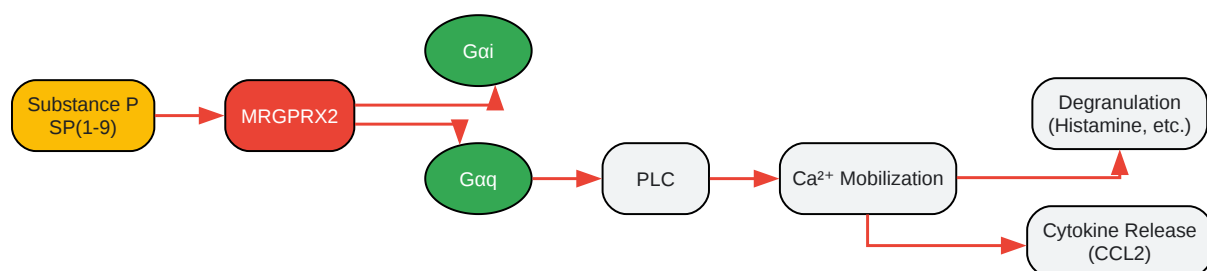 Substance P
SP(1-9)
MRGPRX2
Gαi
Gαq
PLC
Ca²⁺ Mobilization
Degranulation
(Histamine, etc.)
Cytokine Release
(CCL2)